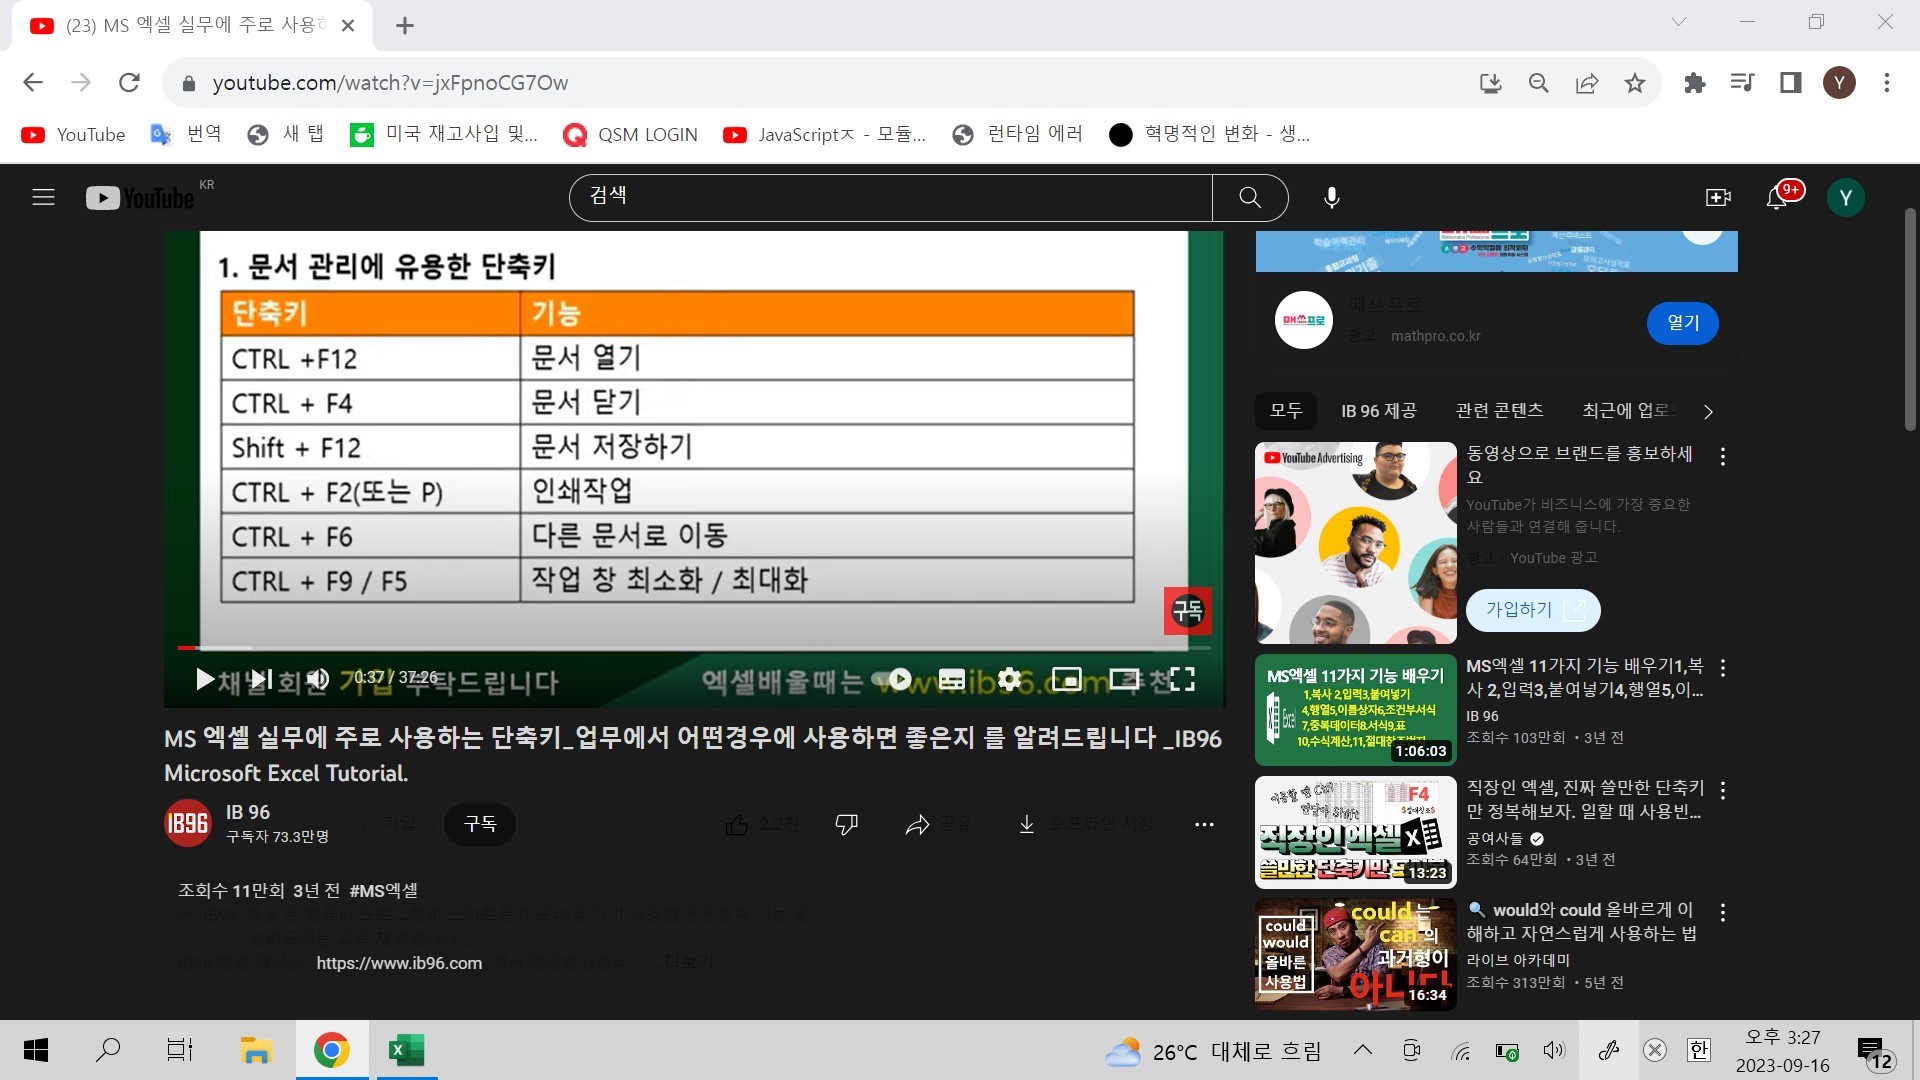 (23) MS 엑셀 실무에 주로 사용하
youtube.com/watch?v=jxFpnoCG7Ow
Y
YouTube
번역
새 탭
미국 재고사입 및...
QSM LOGIN
JavaScriptㅈ - 모듈...
런타임 에러
혁명적인 변화 - 생...
YouTube KR
검색
9+
Y
1. 문서 관리에 유용한 단축키
단축키 기능
CTRL +F12 문서 열기
CTRL + F4 문서 닫기
Shift + F12 문서 저장하기
CTRL + F2(또는 P) 인쇄작업
CTRL + F6 다른 문서로 이동
CTRL + F9 / F5 작업 창 최소화 / 최대화
구독
채널 회 가입 부탁드립니다
0:37 / 37:26
엑셀배울때는 www.ib96.com 추천
MS 엑셀 실무에 주로 사용하는 단축키_업무에서 어떤경우에 사용하면 좋은지 를 알려드립니다 _IB96
Microsoft Excel Tutorial.
IB96
IB 96
구독자 73.3만명
가입
구독
2.2천
공유
오프라인 저장
조회수 11만회 3년 전 #MS엑셀
https://www.ib96.com
...더보기
매쓰프로
매쓰프로
광고 mathpro.co.kr
열기
모두
IB 96 제공
관련 콘텐츠
최근에 업로
YouTube Advertising
동영상으로 브랜드를 홍보하세
요
YouTube가 비즈니스에 가장 중요한
사람들과 연결해 줍니다.
광고 · YouTube 광고
가입하기
MS엑셀 11가지 기능 배우기
1,복사 2,입력3,붙여넣기
4,행열5,이름상자6,조건부서식
7,중복데이터8.서식9,표
10,수식계산,11,절대참조범지
Excel
1:06:03
MS엑셀 11가지 기능 배우기1,복
사 2,입력3,붙여넣기4,행열5,이...
IB 96
조회수 103만회 • 3년 전
F4
직장인 엑셀
쓸만한 단축키만
13:23
직장인 엑셀, 진짜 쓸만한 단축키
만 정복해보자. 일할 때 사용빈...
공여사들
조회수 64만회 • 3년 전
could
would
올바른
사용법
could는
can의
과거형이
아니다
16:34
would와 could 올바르게 이
해하고 자연스럽게 사용하는 법
라이브 아카데미
조회수 313만회 • 5년 전
26°C 대체로 흐림
한
오후 3:27
2023-09-16
12